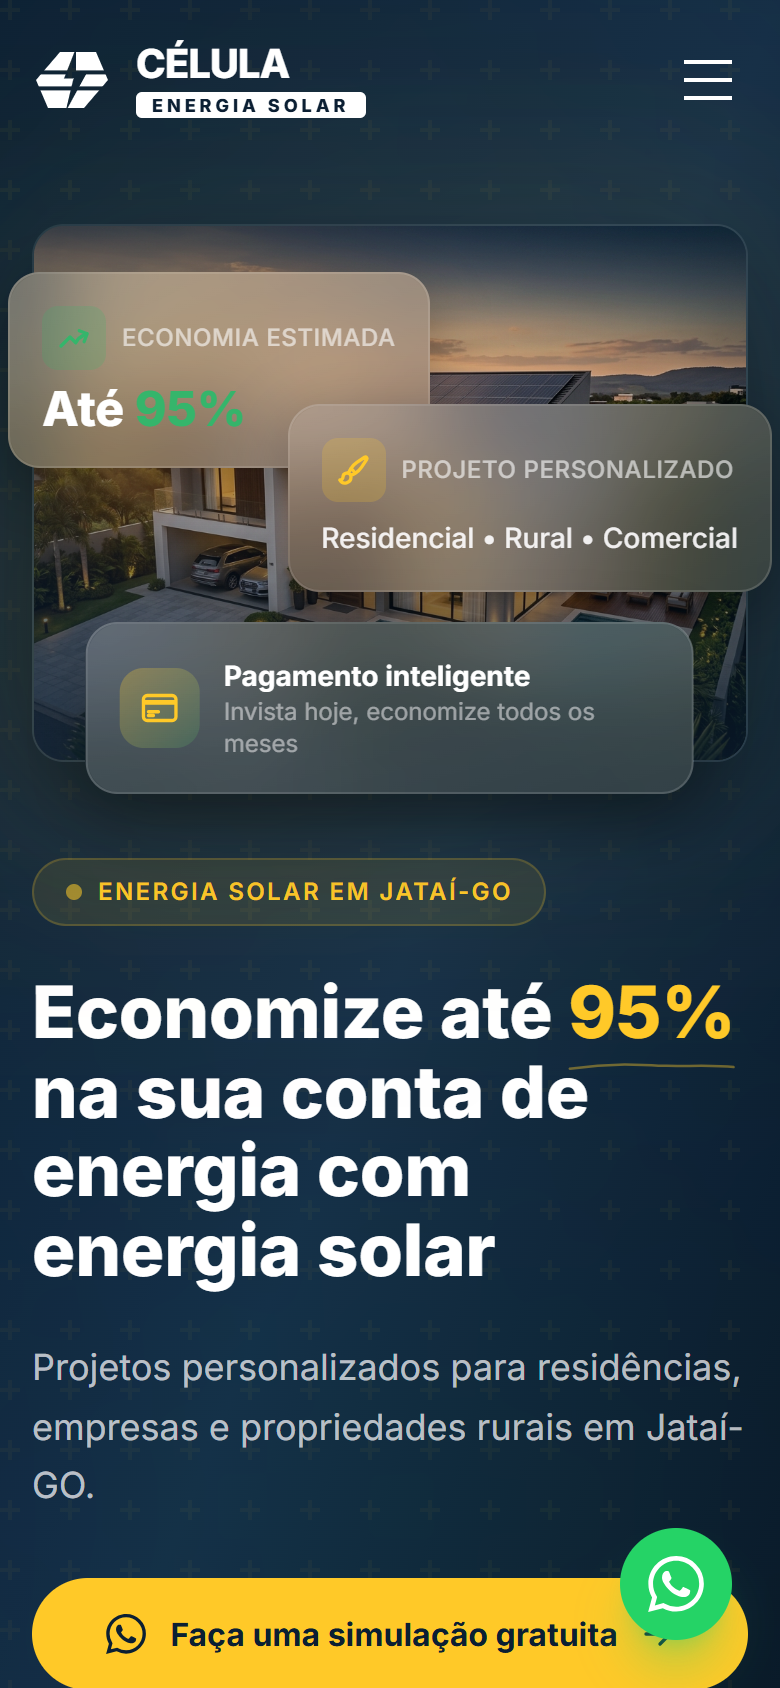 CÉLULA
ENERGIA SOLAR
ECONOMIA ESTIMADA
Até 95%
PROJETO PERSONALIZADO
Residencial • Rural • Comercial
Pagamento inteligente
Invista hoje, economize todos os
meses
ENERGIA SOLAR EM JATAÍ-GO
Economize até 95%
na sua conta de
energia com
energia solar
Projetos personalizados para residências,
empresas e propriedades rurais em Jataí-
GO.
Faça uma simulação gratuita